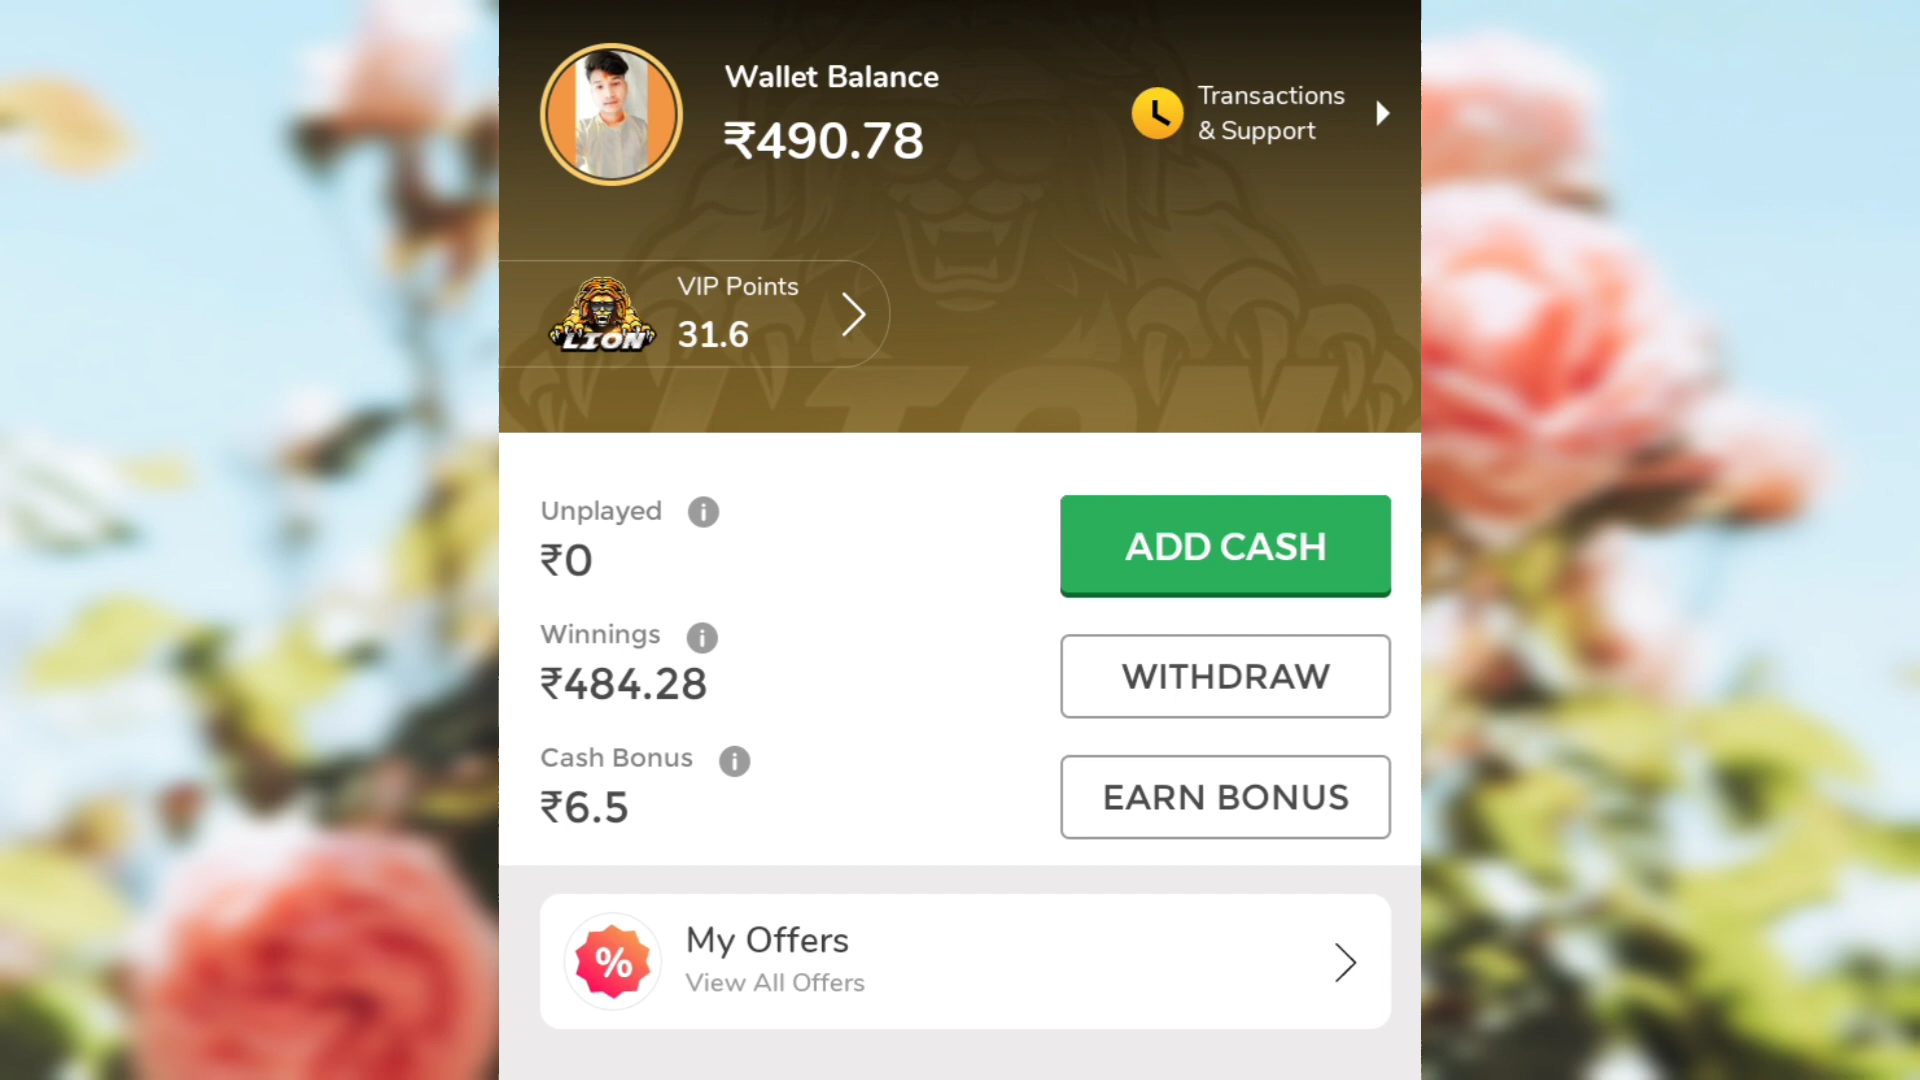 Wallet Balance
₹490.78
Transactions
& Support
VIP Points
31.6
LION
LION
Unplayed
₹0
ADD CASH
Winnings
₹484.28
WITHDRAW
Cash Bonus
₹6.5
EARN BONUS
%
My Offers
View All Offers